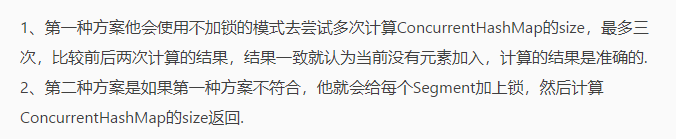 1、第一种方案他会使用不加锁的模式去尝试多次计算ConcurrentHashMap的size，最多三
次，比较前后两次计算的结果，结果一致就认为当前没有元素加入，计算的结果是准确的.
2、第二种方案是如果第一种方案不符合，他就会给每个Segment加上锁，然后计算
ConcurrentHashMap的size返回.